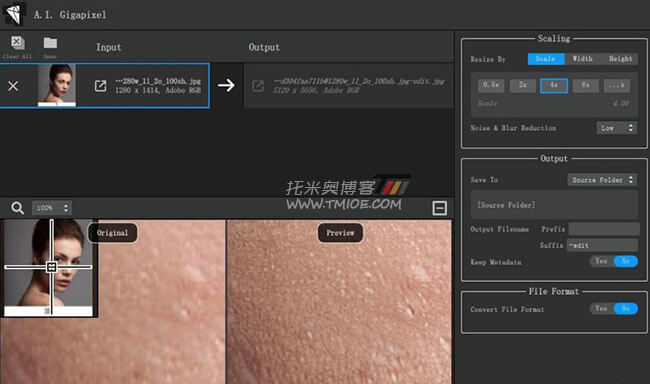 A.I. Gigapixel
Clear All
Open
Input
Output
...280w_1l_2o_100sh.jpg
1280 x 1414, Adobe RGB
...d304faa711b#1280w_1l_2o_100sh.jpg-edit.jpg
5120 x 5656, Adobe RGB
100%
Original
Preview
托米奥博客
WWW.TMIOE.COM
Scaling
Resize By
Scale
Width
Height
0.5x
2x
4x
6x
...x
Scale
4.00
Noise & Blur Reduction
Low
Output
Save To
Source Folder
[Source Folder]
Output Filename
Prefix
Suffix
-edit
Keep Metadata
Yes
No
File Format
Convert File Format
Yes
No